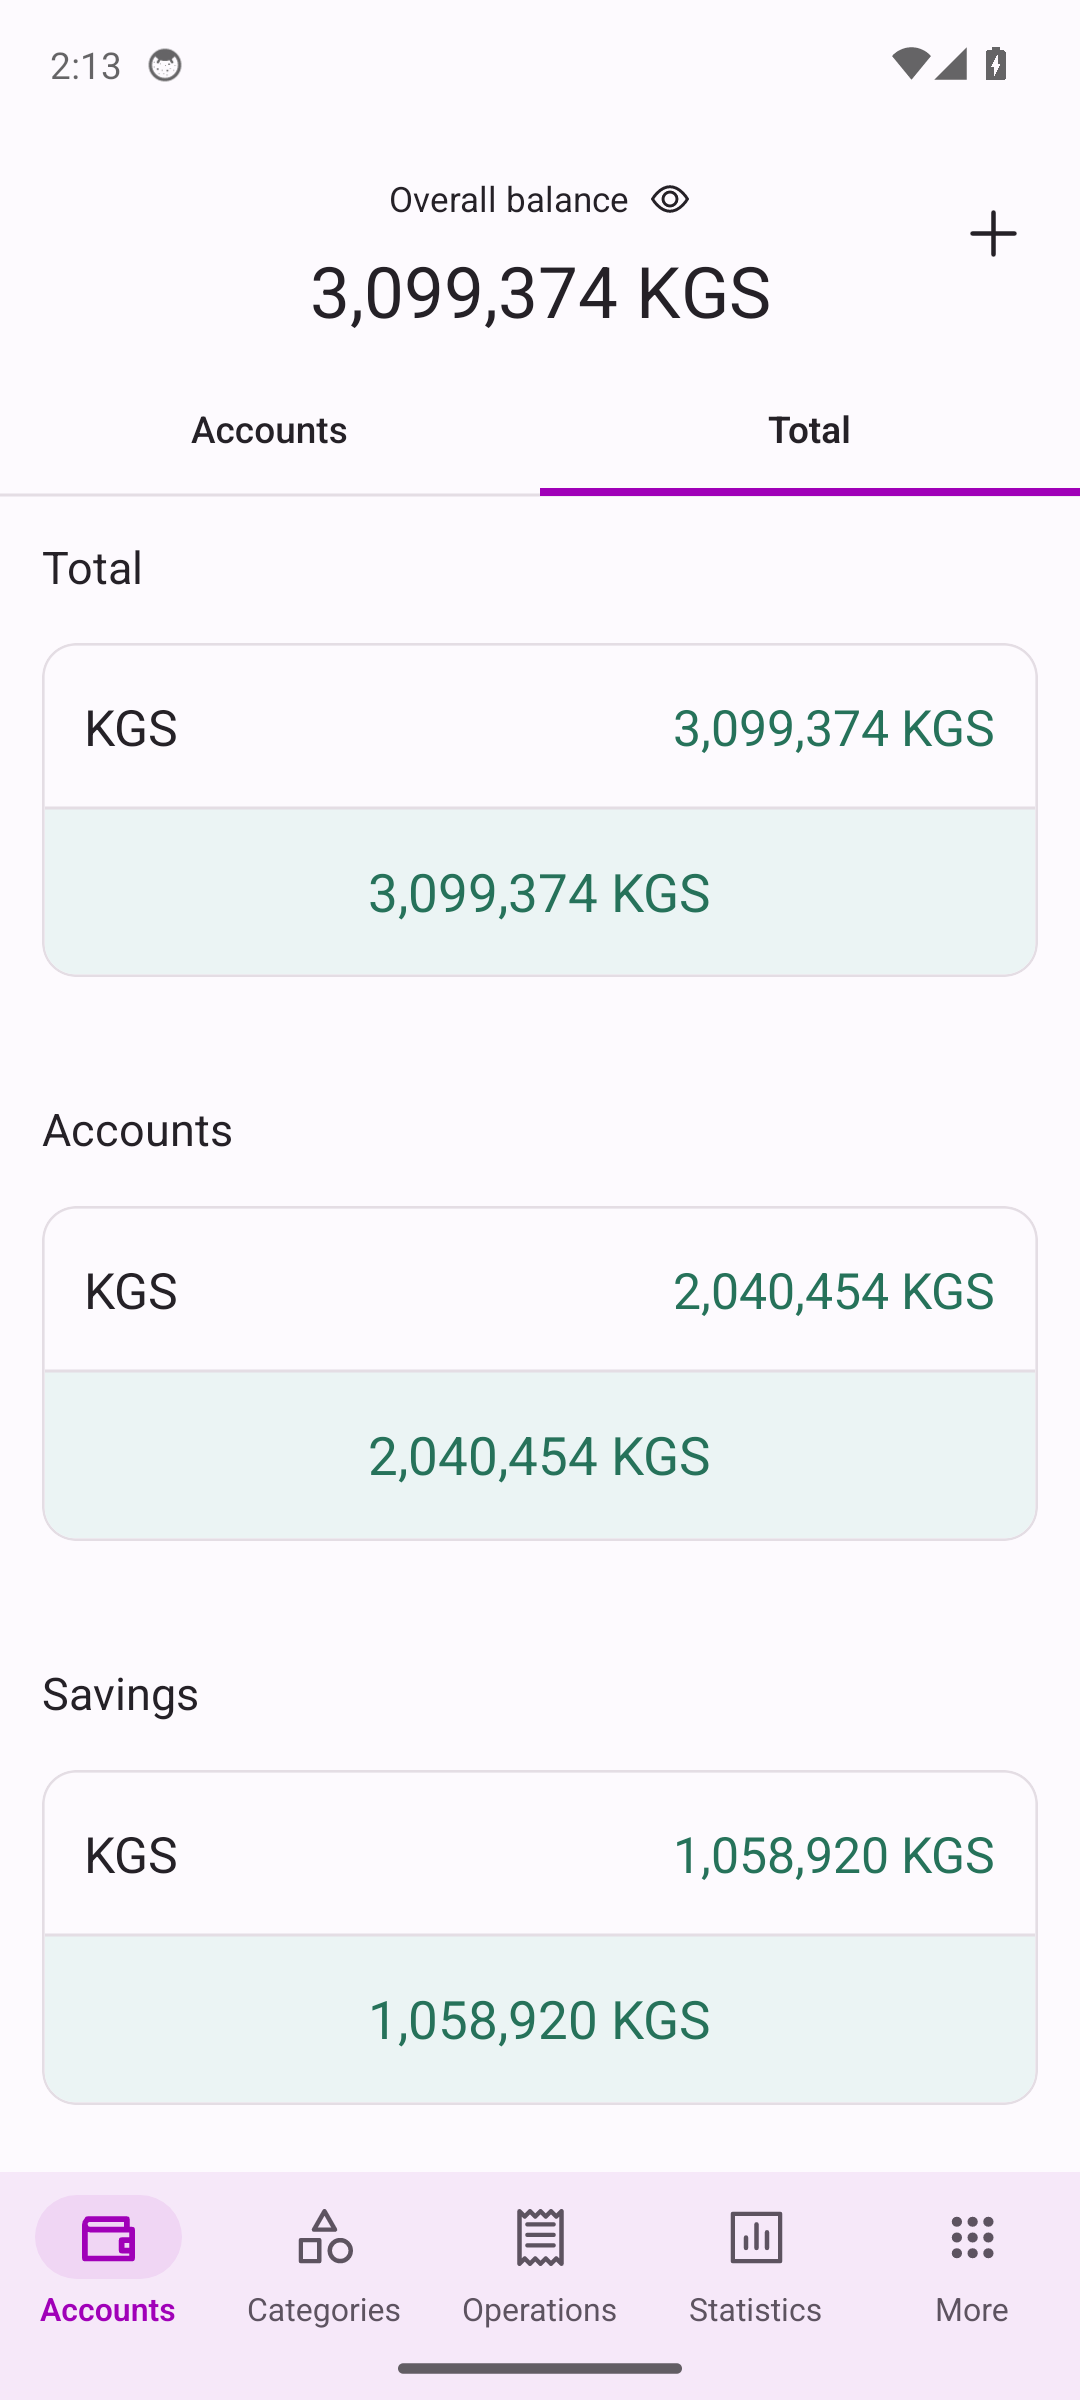 2:13
Overall balance
3,099,374 KGS
Accounts
Total
Total
KGS
3,099,374 KGS
3,099,374 KGS
Accounts
KGS
2,040,454 KGS
2,040,454 KGS
Savings
KGS
1,058,920 KGS
1,058,920 KGS
Accounts
Categories
Operations
Statistics
More